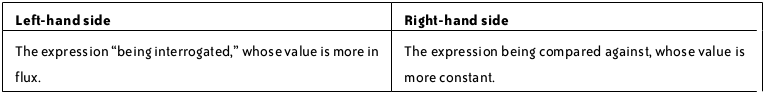 Left-hand side
Right-hand side
The expression “being interrogated,” whose value is more in
flux.
The expression being compared against, whose value is
more constant.